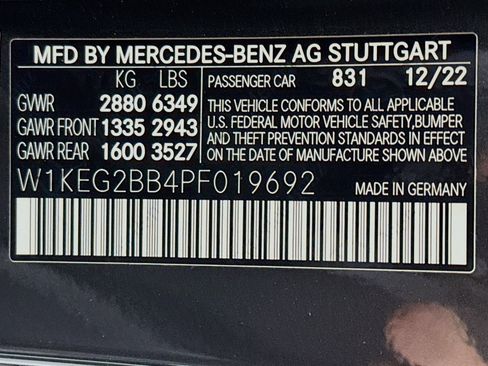 MFD BY MERCEDES-BENZ AG STUTTGART
KG LBS PASSENGER CAR 831 12/22
GVWR 2880 6349
GAWR FRONT 1335 2943
GAWR REAR 1600 3527
THIS VEHICLE CONFORMS TO ALL APPLICABLE
U.S. FEDERAL MOTOR VEHICLE SAFETY, BUMPER
AND THEFT PREVENTION STANDARDS IN EFFECT
ON THE DATE OF MANUFACTURE SHOWN ABOVE.
W1KEG2BB4PF019692 MADE IN GERMANY